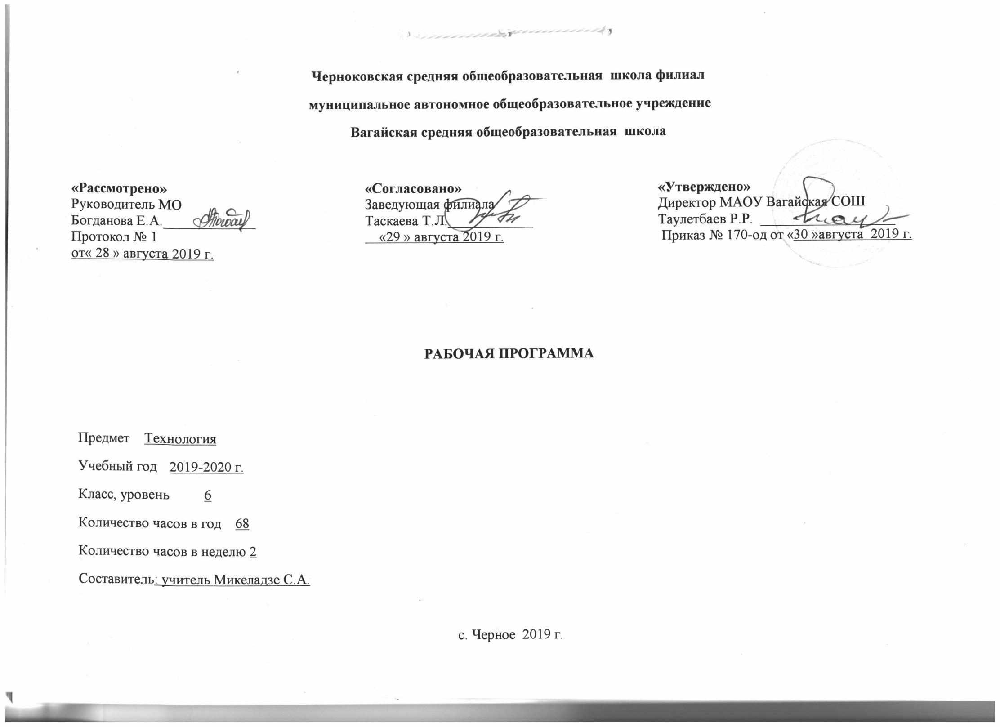 Черноковская средняя общеобразовательная школа филиал
муниципальное автономное общеобразовательное учреждение
Вагайская средняя общеобразовательная школа
«Рассмотрено»
Руководитель МО
Богданова Е.А.
Протокол № 1
от« 28 » августа 2019 г.
«Согласовано»
Заведующая филиала
Таскаева Т.Л.
«29 » августа 2019 г.
«Утверждено»
Директор МАОУ Вагайская СОШ
Таулетбаев Р.Р.
Приказ № 170-од от «30 »августа 2019 г.
РАБОЧАЯ ПРОГРАММА
Предмет Технология
Учебный год 2019-2020 г.
Класс, уровень 6
Количество часов в год 68
Количество часов в неделю 2
Составитель: учитель Микеладзе С.А.
с. Черное 2019 г.